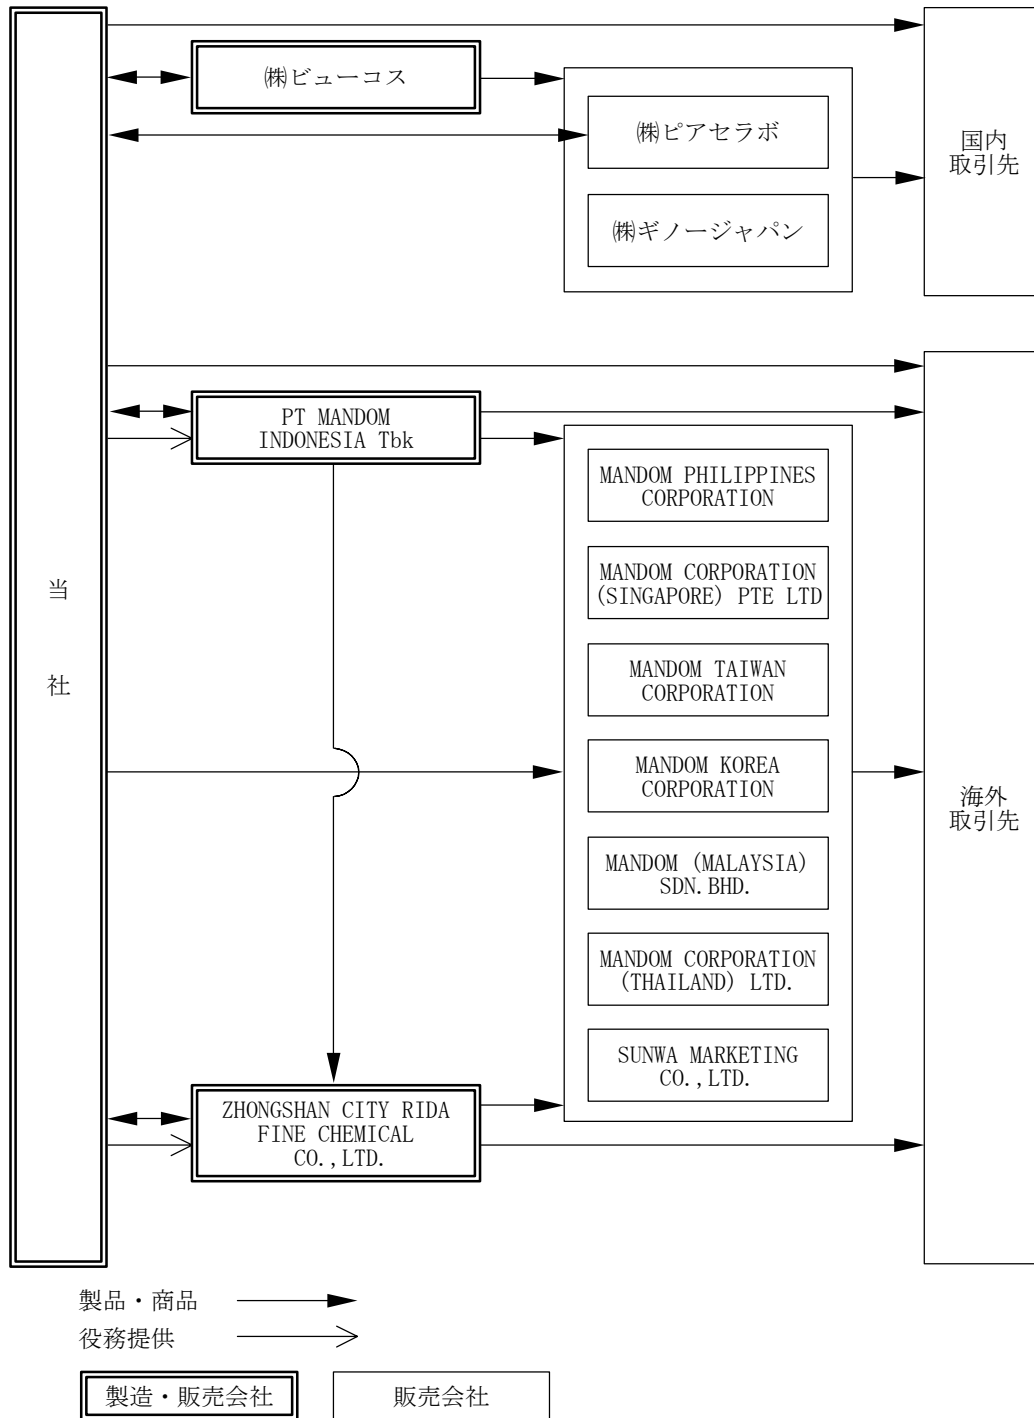 ㈱ビューコス
㈱ピアセラボ
㈱ギノージャパン
国内
取引先
当
社
PT MANDOM
INDONESIA Tbk
MANDOM PHILIPPINES
CORPORATION
MANDOM CORPORATION
(SINGAPORE) PTE LTD
MANDOM TAIWAN
CORPORATION
MANDOM KOREA
CORPORATION
MANDOM (MALAYSIA)
SDN.BHD.
MANDOM CORPORATION
(THAILAND) LTD.
SUNWA MARKETING
CO.,LTD.
ZHONGSHAN CITY RIDA
FINE CHEMICAL
CO.,LTD.
海外
取引先
製品・商品
役務提供
製造・販売会社
販売会社